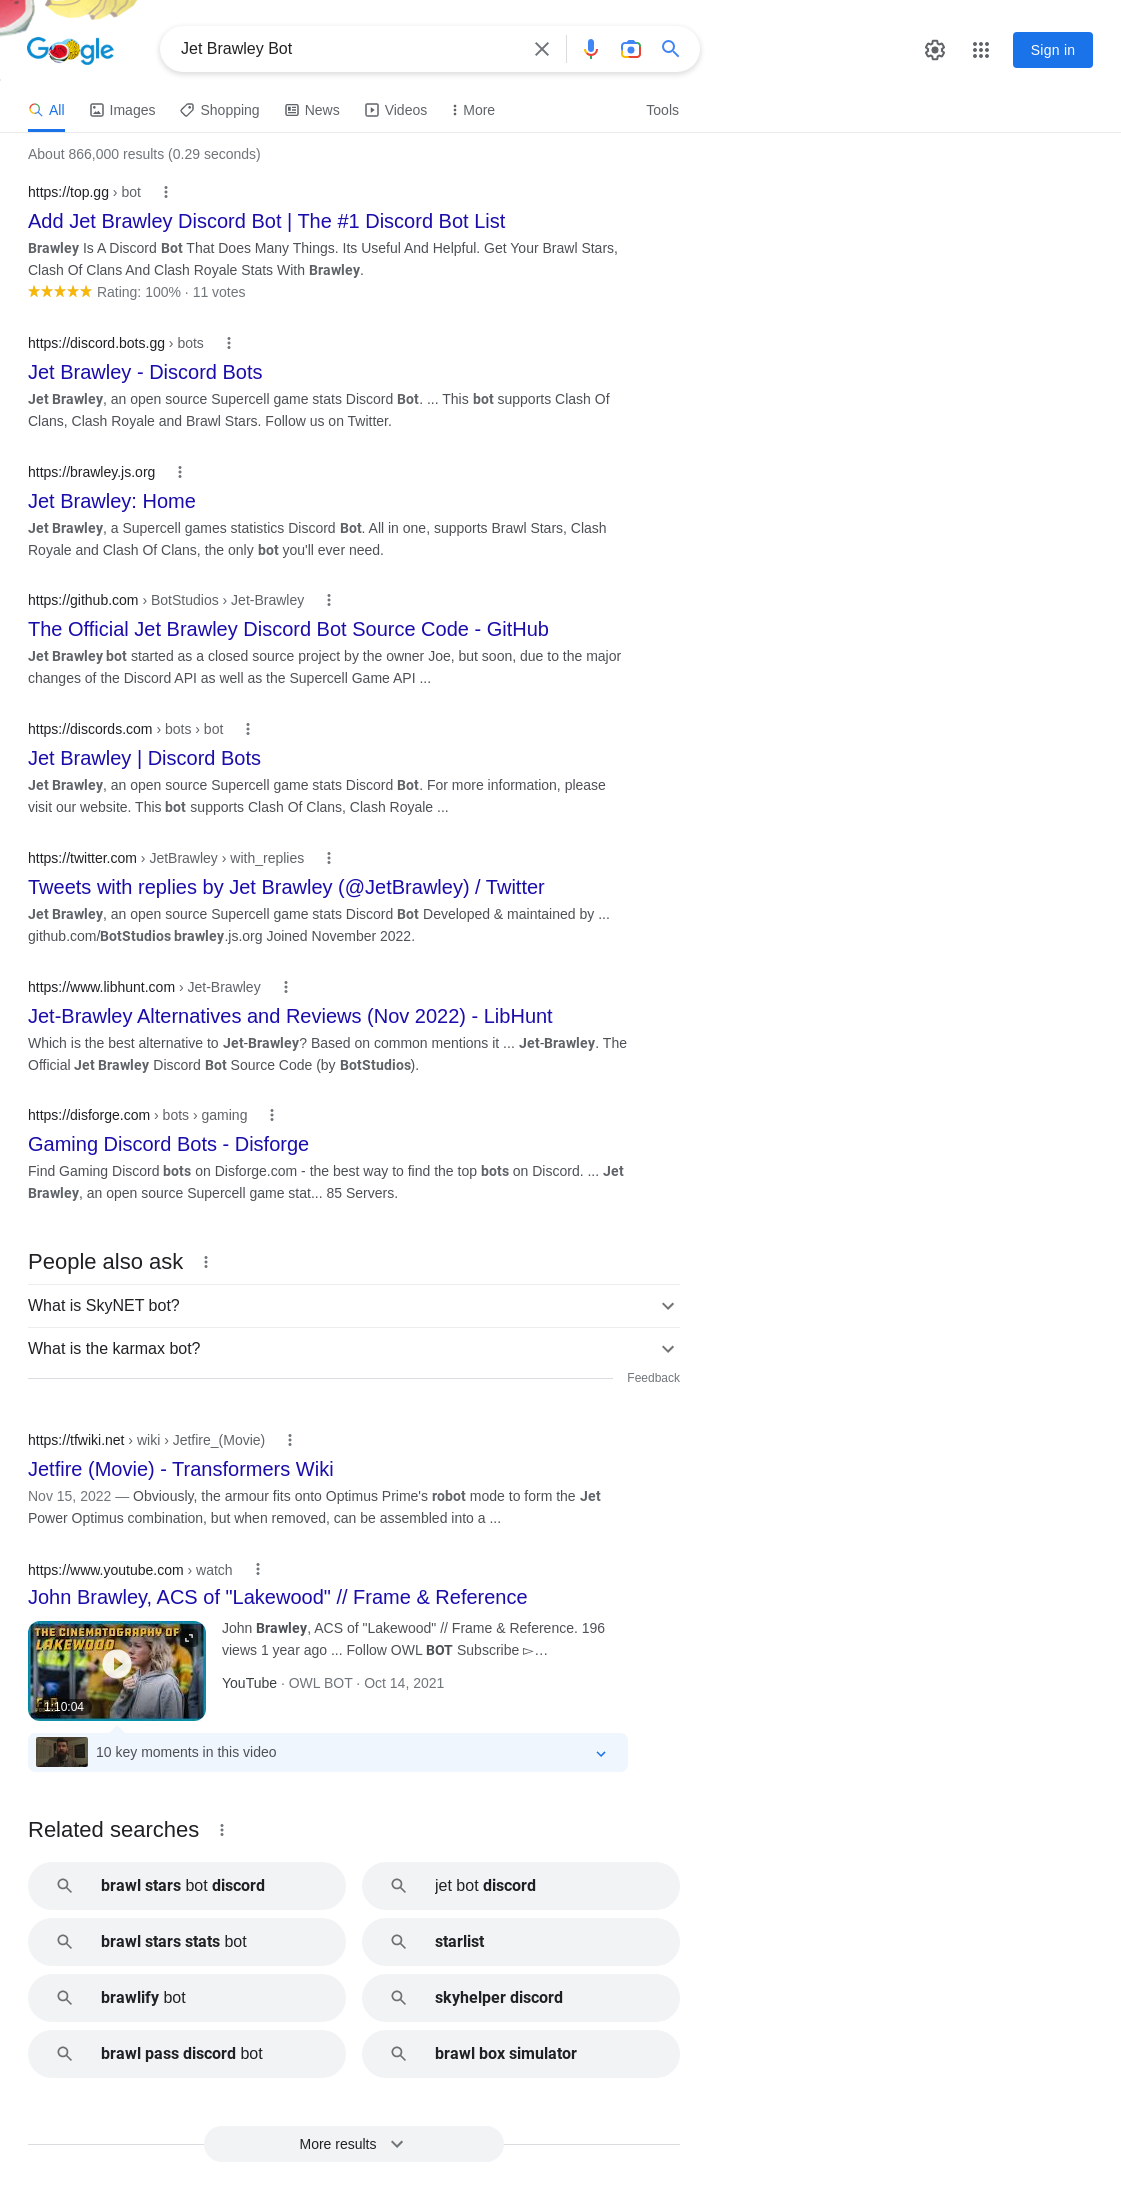 Google
Jet Brawley Bot
Sign in
All
Images
Shopping
News
Videos
More
Tools
About 866,000 results (0.29 seconds)
https://top.gg › bot
Add Jet Brawley Discord Bot | The #1 Discord Bot List
Brawley Is A Discord Bot That Does Many Things. Its Useful And Helpful. Get Your Brawl Stars,
Clash Of Clans And Clash Royale Stats With Brawley.
Rating: 100% · 11 votes
https://discord.bots.gg › bots
Jet Brawley - Discord Bots
Jet Brawley, an open source Supercell game stats Discord Bot. ... This bot supports Clash Of
Clans, Clash Royale and Brawl Stars. Follow us on Twitter.
https://brawley.js.org
Jet Brawley: Home
Jet Brawley, a Supercell games statistics Discord Bot. All in one, supports Brawl Stars, Clash
Royale and Clash Of Clans, the only bot you'll ever need.
https://github.com › BotStudios › Jet-Brawley
The Official Jet Brawley Discord Bot Source Code - GitHub
Jet Brawley bot started as a closed source project by the owner Joe, but soon, due to the major
changes of the Discord API as well as the Supercell Game API ...
https://discords.com › bots › bot
Jet Brawley | Discord Bots
Jet Brawley, an open source Supercell game stats Discord Bot. For more information, please
visit our website. This bot supports Clash Of Clans, Clash Royale ...
https://twitter.com › JetBrawley › with_replies
Tweets with replies by Jet Brawley (@JetBrawley) / Twitter
Jet Brawley, an open source Supercell game stats Discord Bot Developed & maintained by ...
github.com/BotStudios brawley.js.org Joined November 2022.
https://www.libhunt.com › Jet-Brawley
Jet-Brawley Alternatives and Reviews (Nov 2022) - LibHunt
Which is the best alternative to Jet-Brawley? Based on common mentions it ... Jet-Brawley. The
Official Jet Brawley Discord Bot Source Code (by BotStudios).
https://disforge.com › bots › gaming
Gaming Discord Bots - Disforge
Find Gaming Discord bots on Disforge.com - the best way to find the top bots on Discord. ... Jet
Brawley, an open source Supercell game stat... 85 Servers.
People also ask
What is SkyNET bot?
What is the karmax bot?
Feedback
https://tfwiki.net › wiki › Jetfire_(Movie)
Jetfire (Movie) - Transformers Wiki
Nov 15, 2022 — Obviously, the armour fits onto Optimus Prime's robot mode to form the Jet
Power Optimus combination, but when removed, can be assembled into a ...
https://www.youtube.com › watch
John Brawley, ACS of "Lakewood" // Frame & Reference
THE CINEMATOGRAPHY OF
LAKEWOOD
1:10:04
John Brawley, ACS of "Lakewood" // Frame & Reference. 196
views 1 year ago ... Follow OWL BOT Subscribe ▻…
YouTube · OWL BOT · Oct 14, 2021
10 key moments in this video
Related searches
brawl stars bot discord
jet bot discord
brawl stars stats bot
starlist
brawlify bot
skyhelper discord
brawl pass discord bot
brawl box simulator
More results